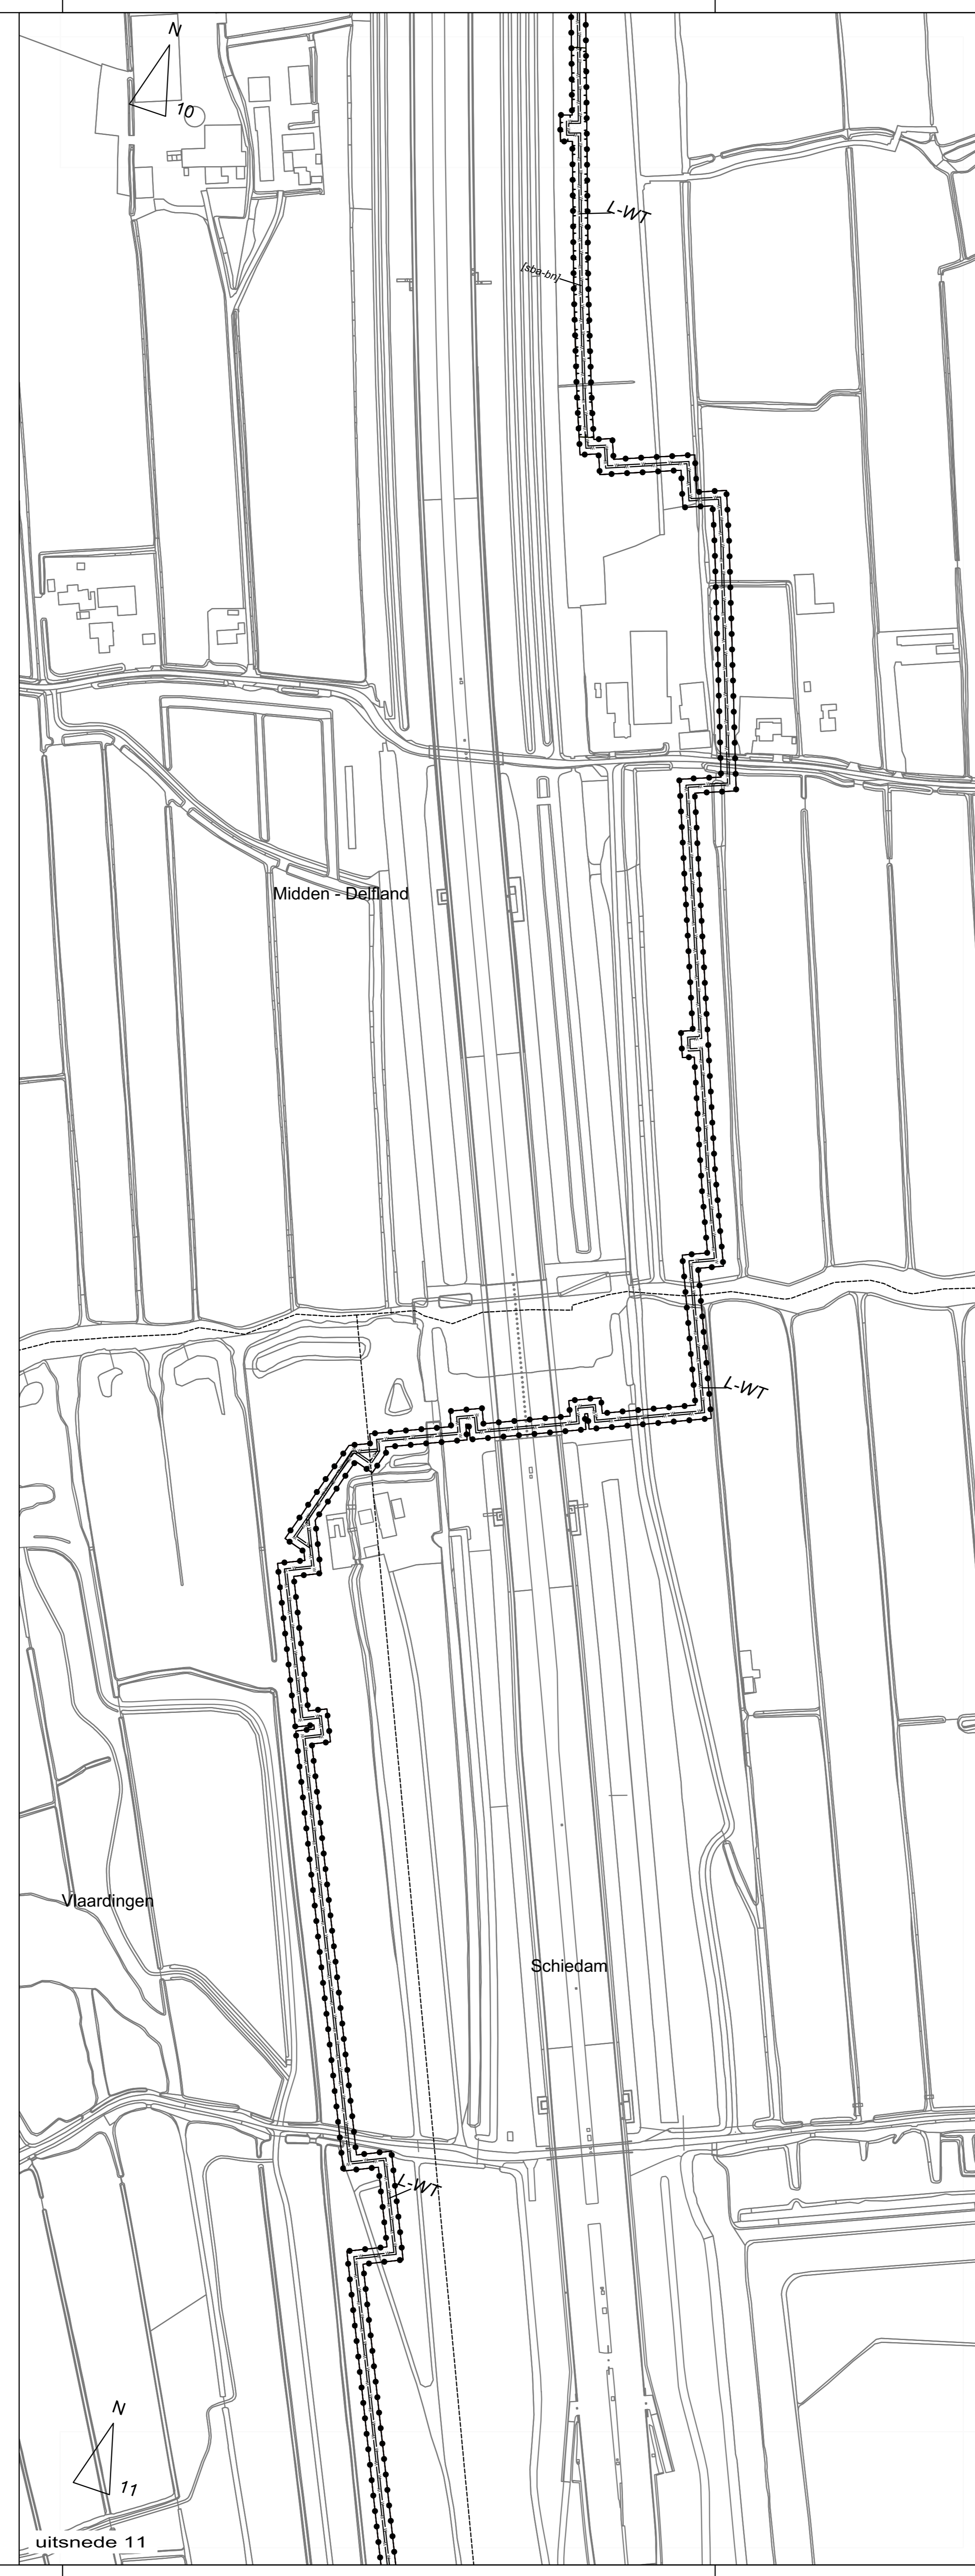 N
10
L-WT
[sba-bn]
Midden - Delfland
L-WT
Vlaardingen
Schiedam
L-WT
N
11
uitsnede 11